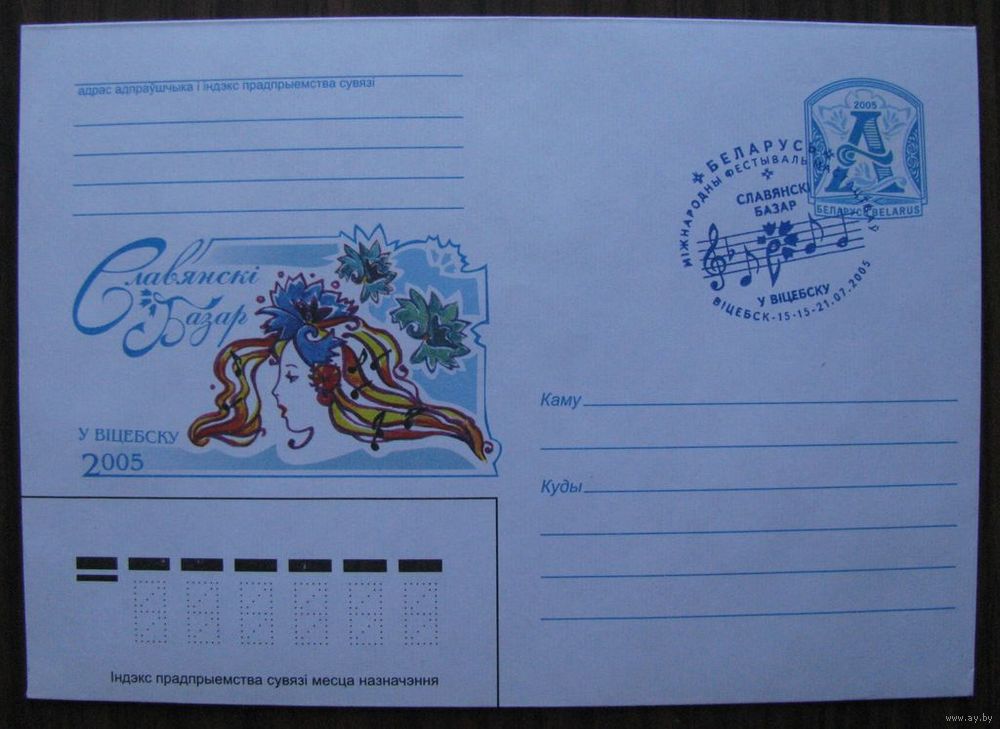 адрас адпраўшчыка і індэкс прадпрыемства сувязі
2005
А
БЕЛАРУСЬ BELARUS
БЕЛАРУСЬ
МІЖНАРОДНЫ ФЕСТЫВАЛЬ
СЛАВЯНСКІ
БАЗАР
У ВІЦЕБСКУ
ВІЦЕБСК-15-15-21.07.2005
Славянскі
Базар
У ВІЦЕБСКУ
2005
Каму
Куды
Індэкс прадпрыемства сувязі месца назначэння
www.ay.by